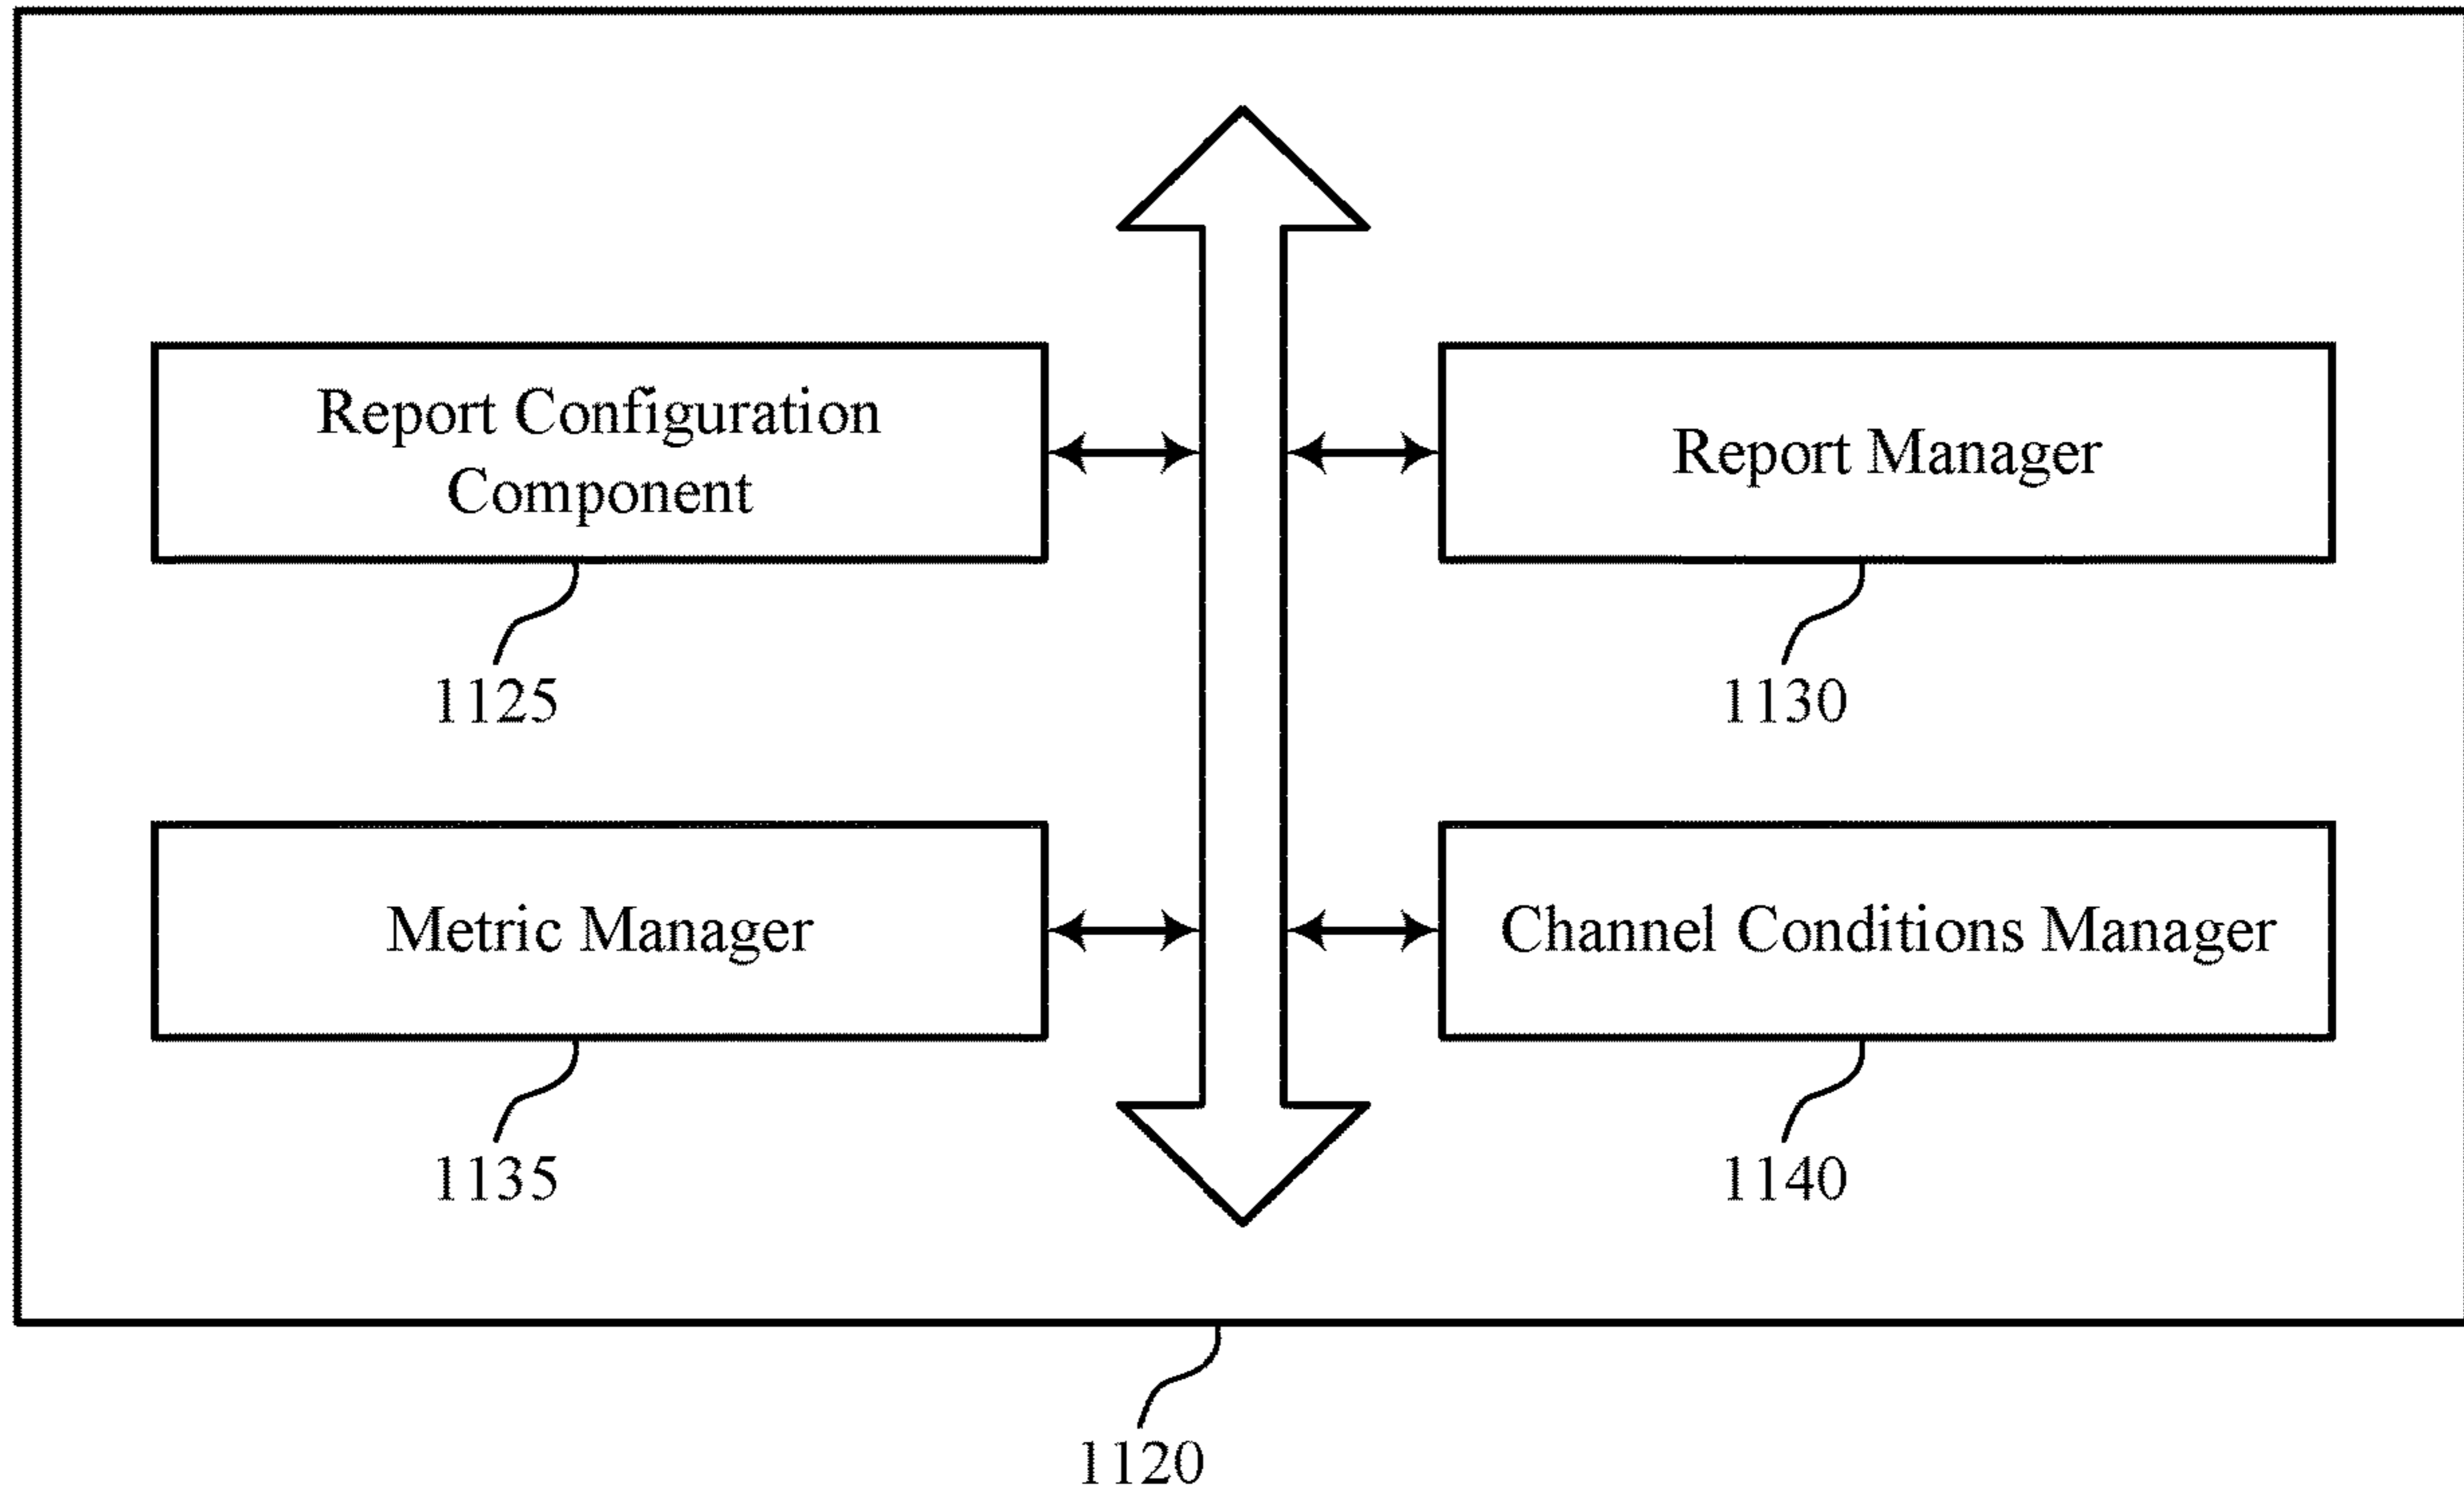 Report Configuration
Component
1125
Report Manager
1130
Metric Manager
1135
Channel Conditions Manager
1140
1120